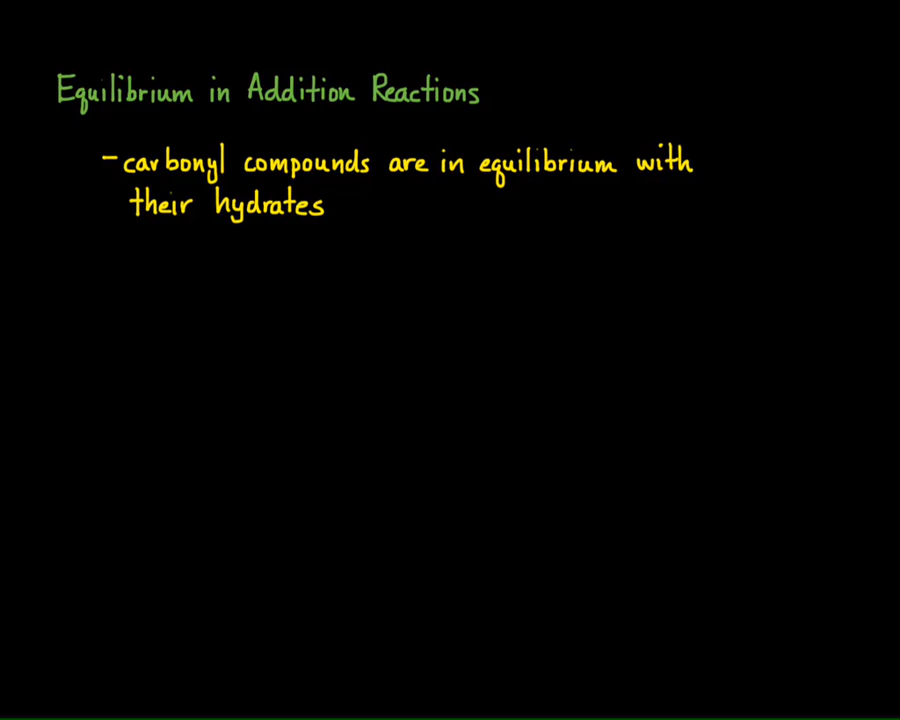 Equilibrium in Addition Reactions
- carbonyl compounds are in equilibrium with
their hydrates